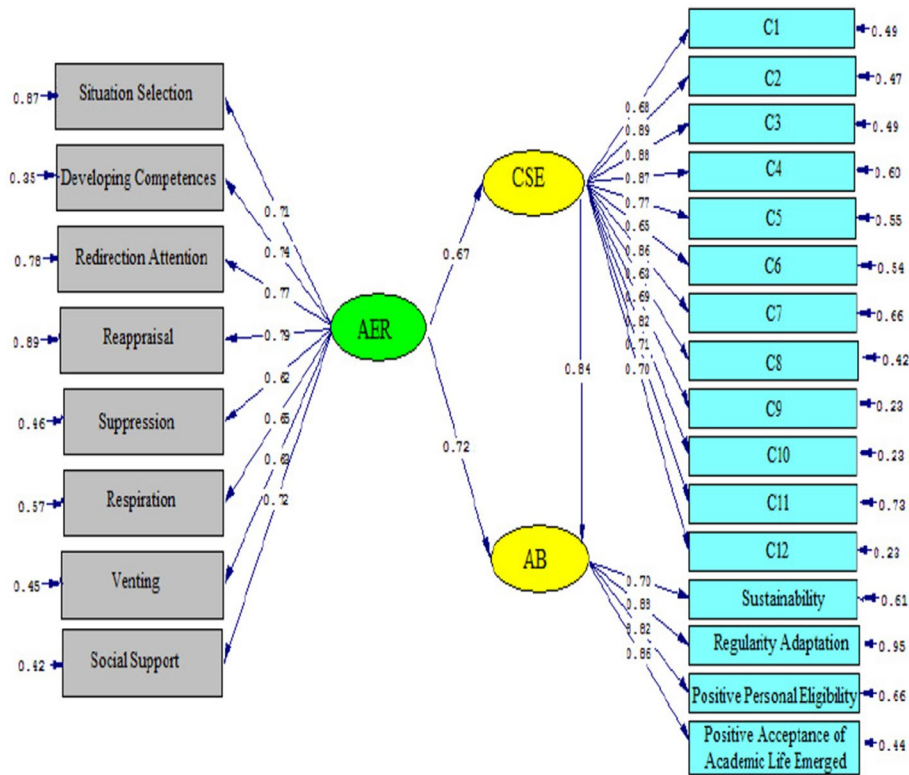 0.87
Situation Selection
0.35
Developing Competences
0.78
Redirection Attention
0.89
Reappraisal
0.46
Suppression
0.57
Respiration
0.45
Venting
0.42
Social Support
0.71
0.74
0.77
0.79
0.62
0.65
0.63
0.72
AER
0.67
0.72
CSE
0.84
AB
0.68
0.89
0.88
0.87
0.77
0.65
0.86
0.63
0.69
0.82
0.71
0.70
C1
0.49
C2
0.47
C3
0.49
C4
0.60
C5
0.55
C6
0.54
C7
0.66
C8
0.42
C9
0.23
C10
0.23
C11
0.73
C12
0.23
0.70
0.83
0.82
0.86
Sustainability
0.61
Regularity Adaptation
0.95
Positive Personal Eligibility
0.66
Positive Acceptance of
Academic Life Emerged
0.44